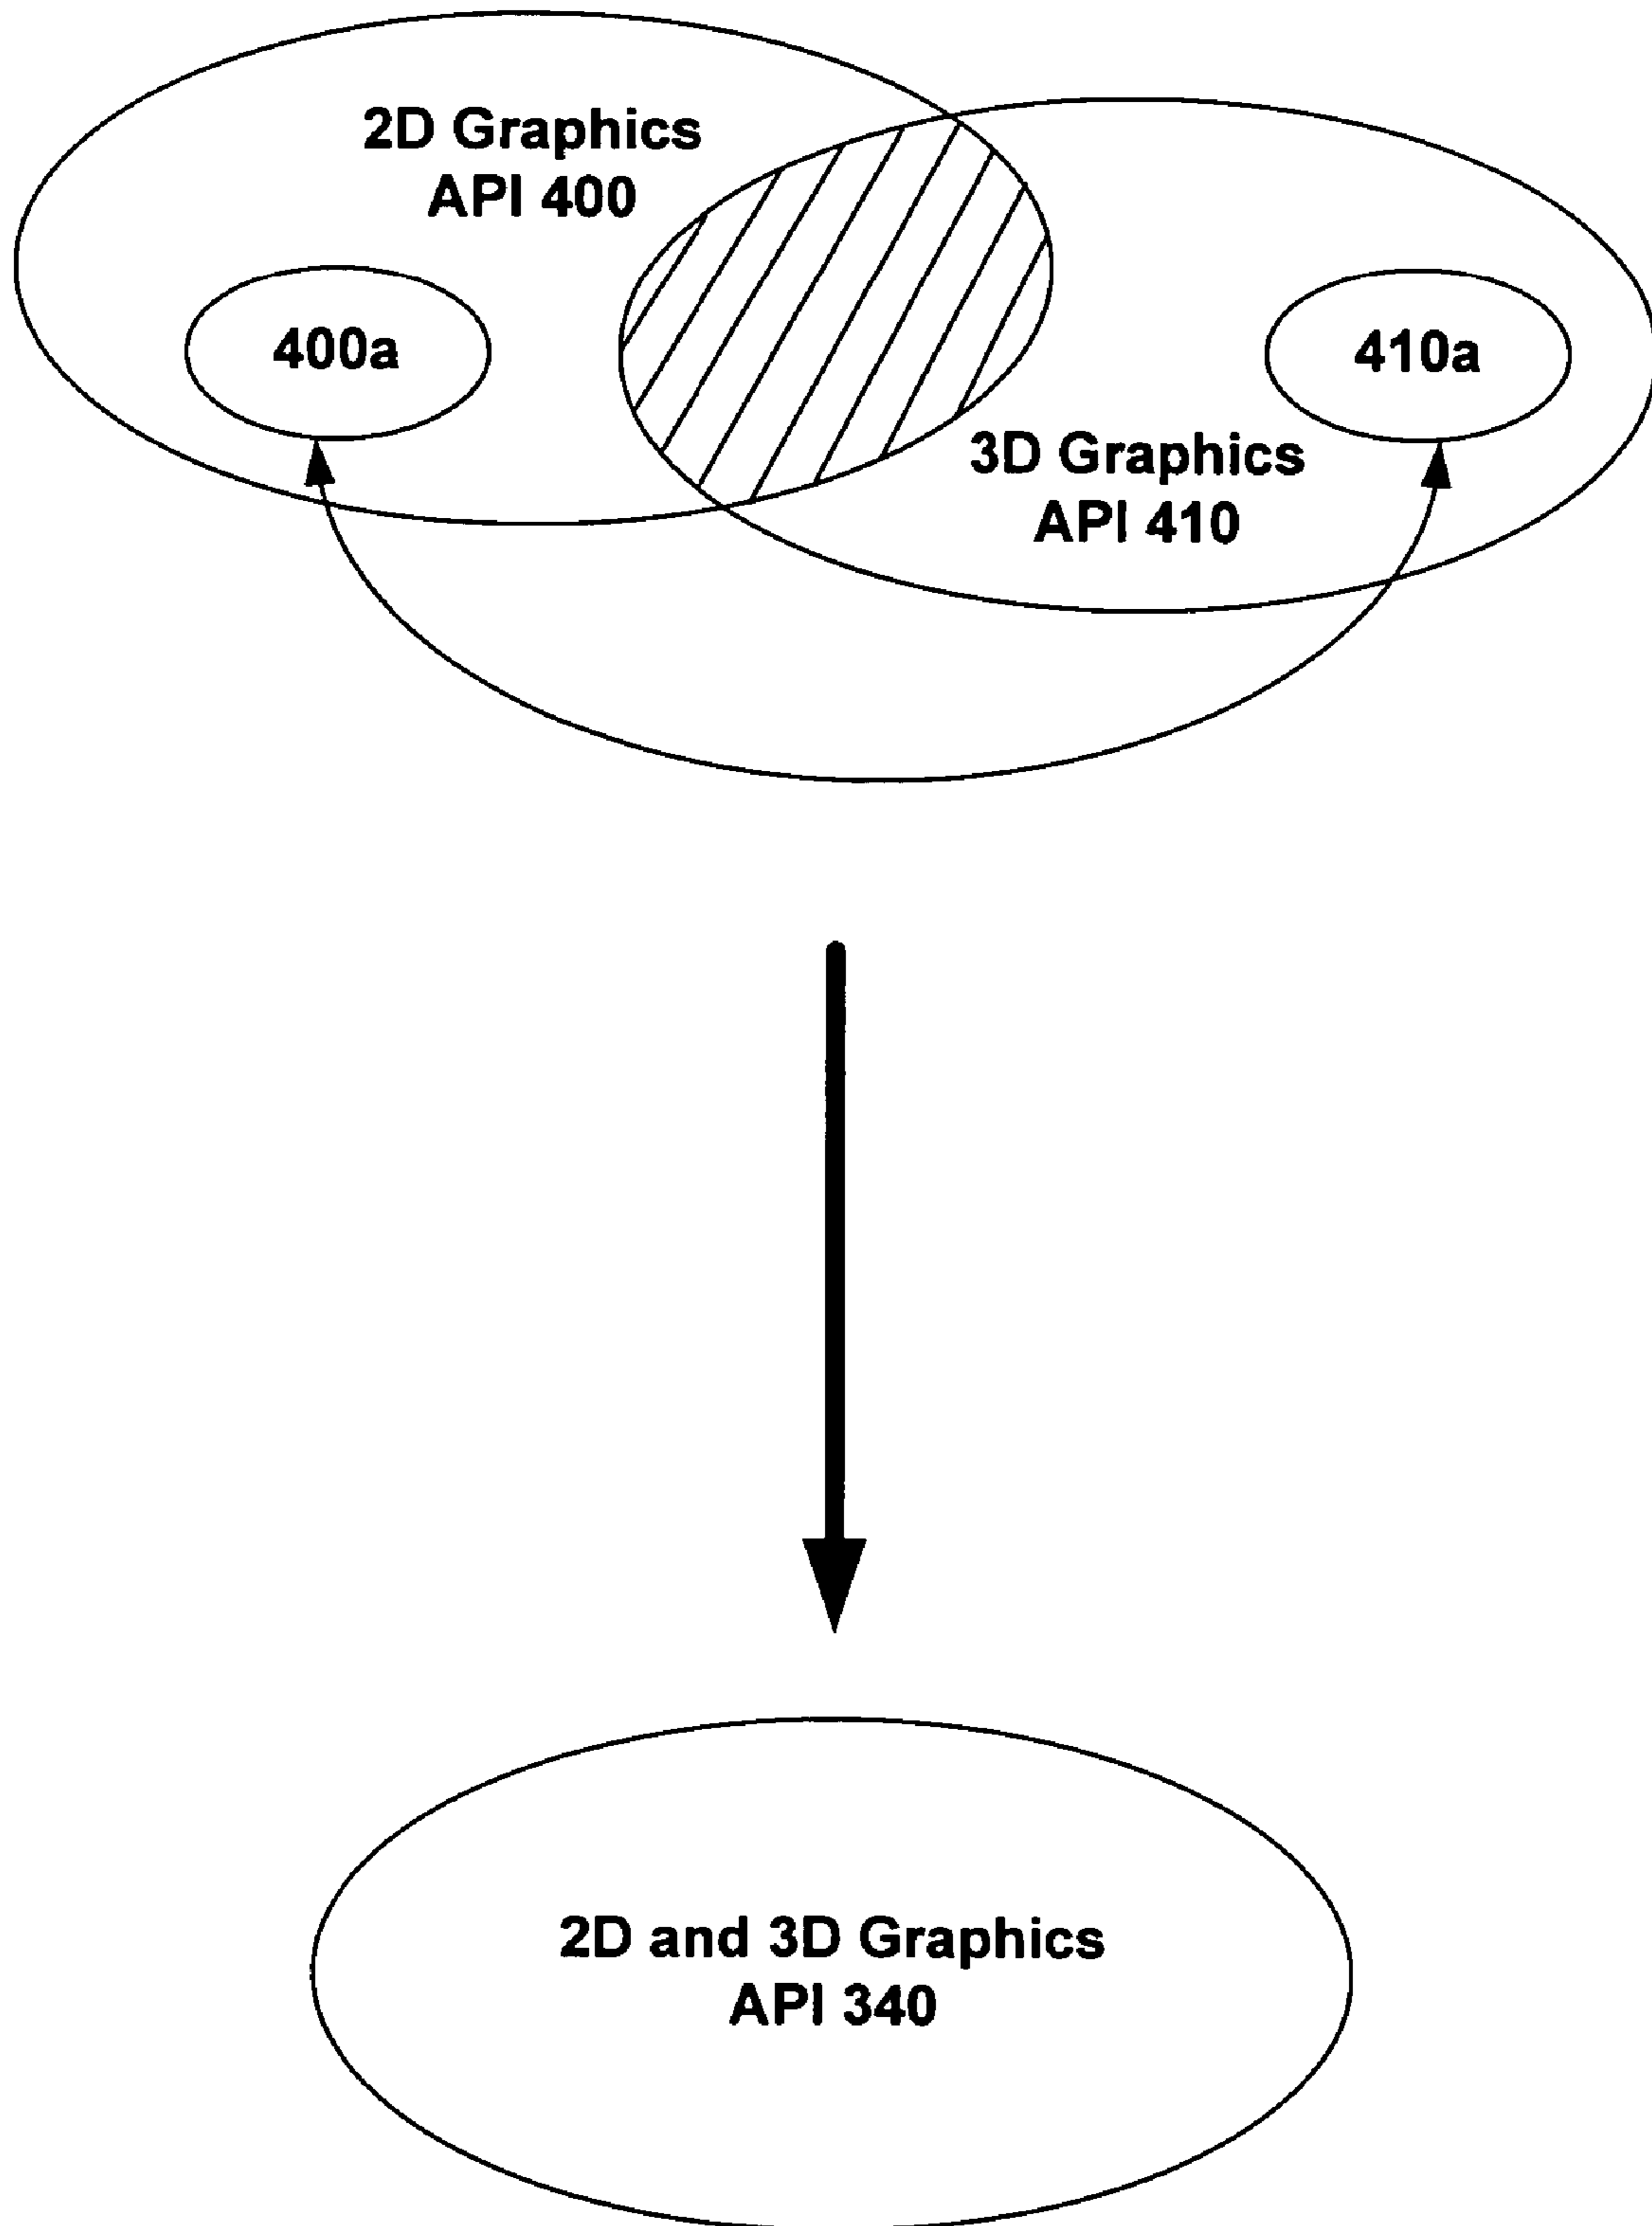 2D Graphics
API 400
400a
410a
3D Graphics
API 410
2D and 3D Graphics
API 340